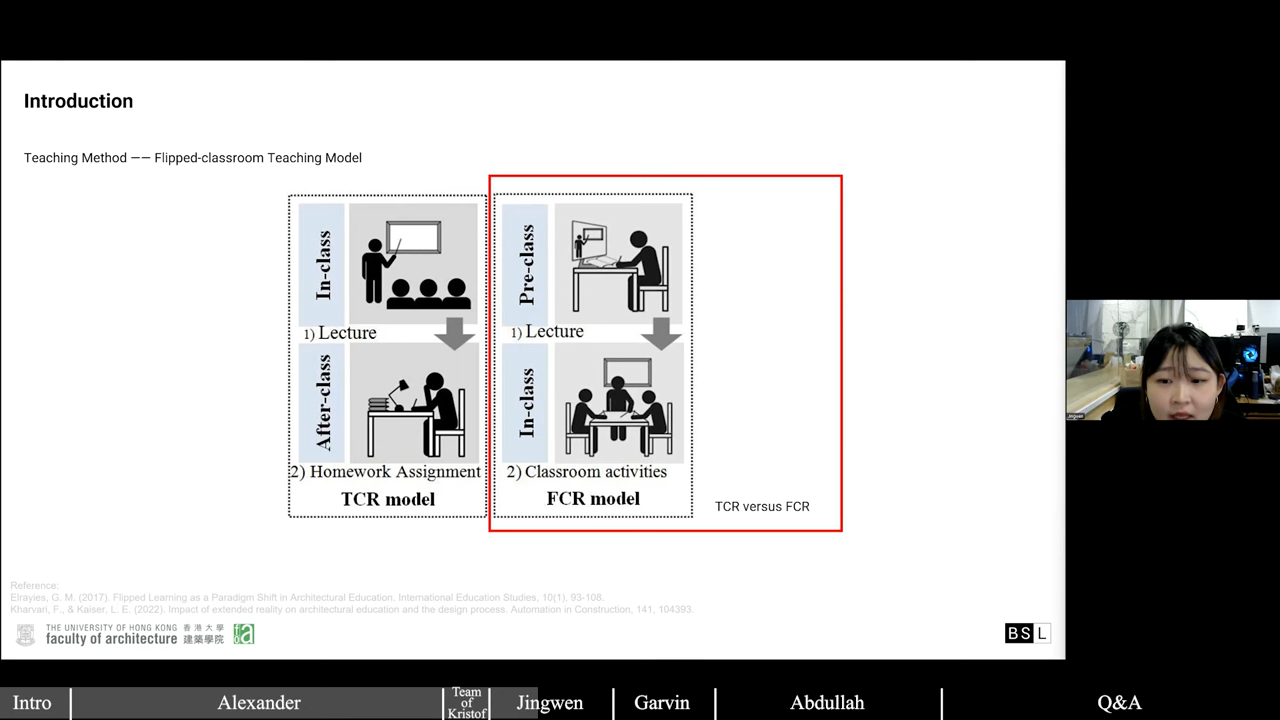 Introduction
Teaching Method —— Flipped-classroom Teaching Model
In-class
1) Lecture
After-class
2) Homework Assignment
TCR model
Pre-class
1) Lecture
In-class
2) Classroom activities
FCR model
TCR versus FCR
Reference:
Elrayies, G. M. (2017). Flipped Learning as a Paradigm Shift in Architectural Education. International Education Studies, 10(1), 93-108.
Kharvari, F., & Kaiser, L. E. (2022). Impact of extended reality on architectural education and the design process. Automation in Construction, 141, 104393.
THE UNIVERSITY OF HONG KONG 香港大學
faculty of architecture 建築學院
BSL
Jingwen
Intro
Alexander
Team
of
Kristof
Jingwen
Garvin
Abdullah
Q&A